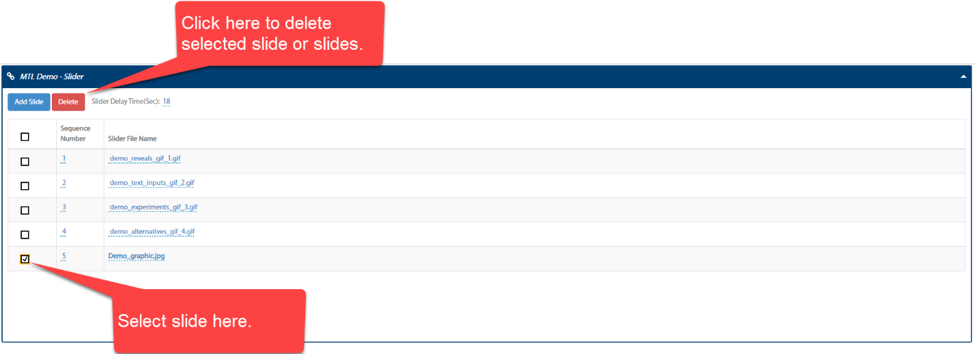 Click here to delete
selected slide or slides.
MTL Demo - Slider
Add Slide Delete Slider Delay Time(Sec): 18
Sequence
Number Slider File Name
1 demo_reveals_gif_1.gif
2 demo_text_inputs_gif_2.gif
3 demo_experiments_gif_3.gif
4 demo_alternatives_gif_4.gif
5 Demo_graphic.jpg
Select slide here.